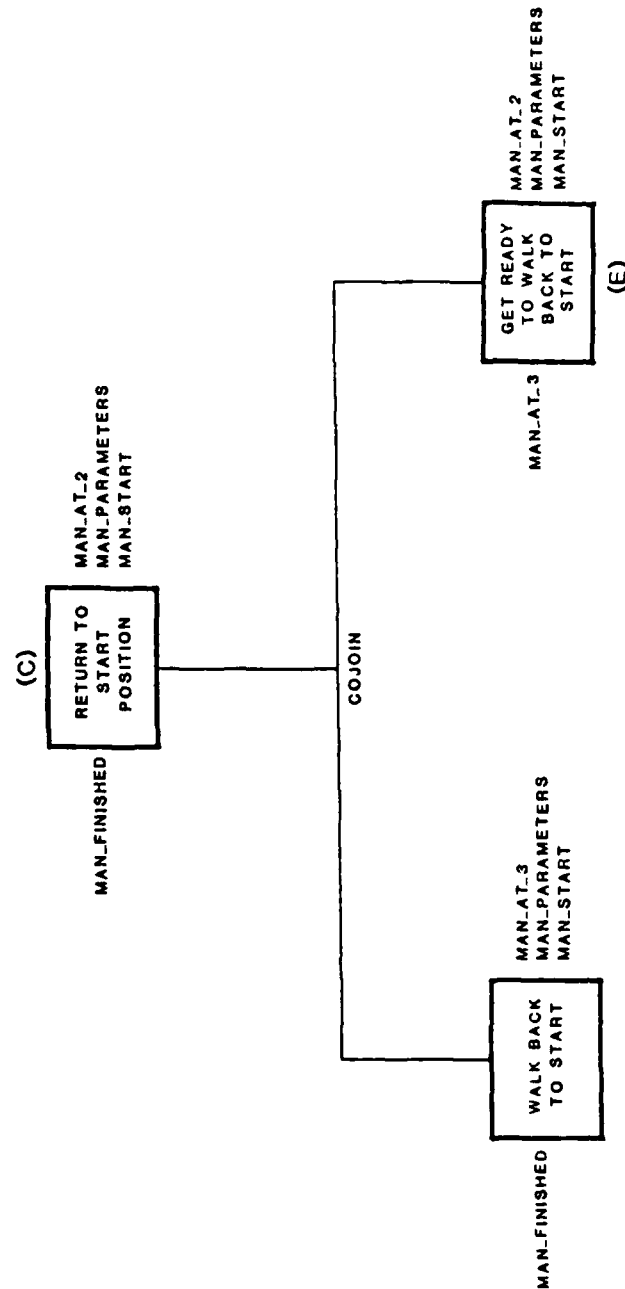 (C)
MAN_FINISHED
RETURN TO
START
POSITION
MAN_AT_2
MAN_PARAMETERS
MAN_START
COJOIN
MAN_FINISHED
WALK BACK
TO START
MAN_AT_3
MAN_PARAMETERS
MAN_START
MAN_AT_3
GET READY
TO WALK
BACK TO
START
MAN_AT_2
MAN_PARAMETERS
MAN_START
(E)